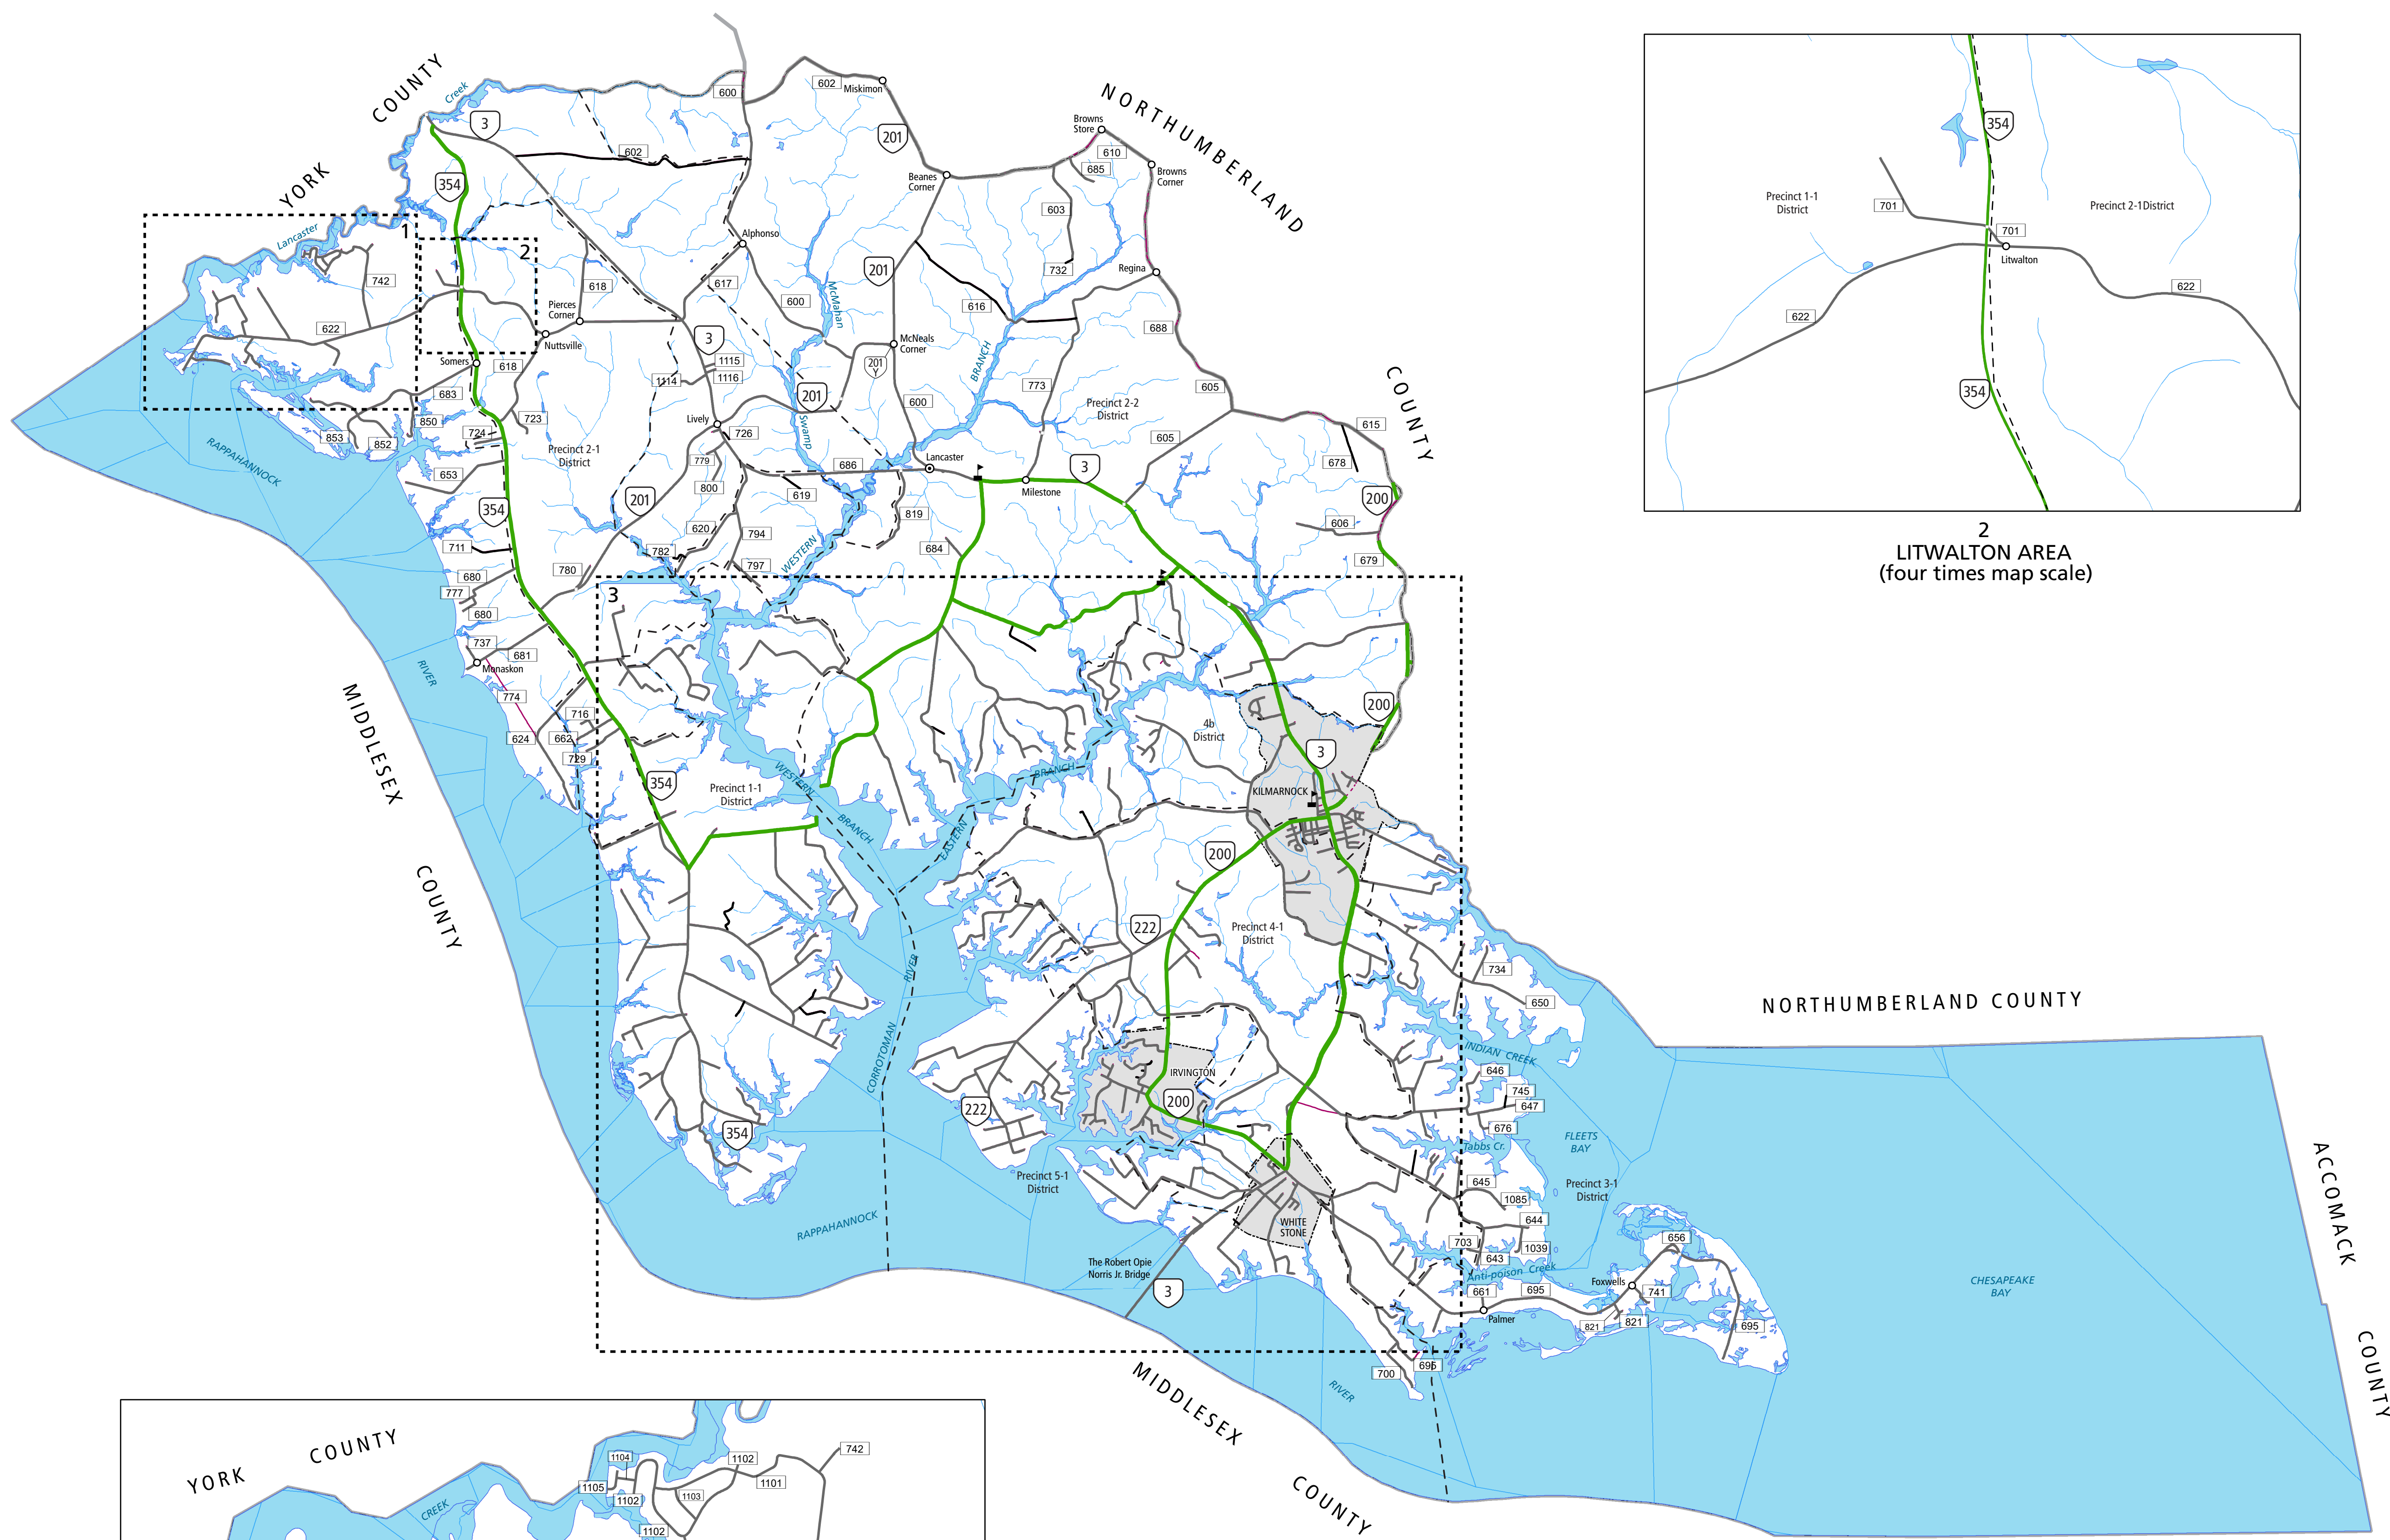 COUNTY
Creek
3
600
602
Miskimon
201
Browns
Store
NORTHUMBERLAND
610
685
Browns
Corner
602
354
YORK
Beanes
Corner
603
1
Lancaster
2
742
Alphonso
617
618
Pierces
Corner
600
McMahan
201
732
Regina
616
688
622
Nuttsville
3
McNeals
Corner
BRANCH
Somers
618
1115
1114
1116
201
Y
773
605
COUNTY
683
201
600
Precinct 2-2
District
850
723
Lively
Swamp
853
852
724
726
605
615
RAPPAHANNOCK
Precinct 2-1
District
779
686
Lancaster
3
678
653
800
619
Milestone
200
354
201
819
606
620
794
684
711
782
WESTERN
679
680
780
797
777
3
680
737
681
Monaskon
RIVER
774
716
4b
District
200
624
662
729
3
MIDDLESEX
354
Precinct 1-1
District
WESTERN
BRANCH
KILMARNOCK
BRANCH
EASTERN
200
COUNTY
222
Precinct 4-1
District
RIVER
734
650
NORTHUMBERLAND COUNTY
CORROTOMAN
INDIAN CREEK
IRVINGTON
646
745
647
222
200
676
354
FLEETS
BAY
Tabbs Cr.
Precinct 5-1
District
645
Precinct 3-1
District
1085
ACCOMACK
RAPPAHANNOCK
WHITE
STONE
644
703
1039
643
656
The Robert Opie
Norris Jr. Bridge
Anti-poison Creek
Foxwells
CHESAPEAKE
BAY
3
661
695
741
Palmer
821
821
695
COUNTY
695
700
MIDDLESEX
RIVER
COUNTY
354
Precinct 1-1
District
701
Precinct 2-1District
701
Litwalton
622
622
354
2
LITWALTON AREA
(four times map scale)
YORK
COUNTY
742
1104
1102
1101
1105
1102
1103
CREEK
1102